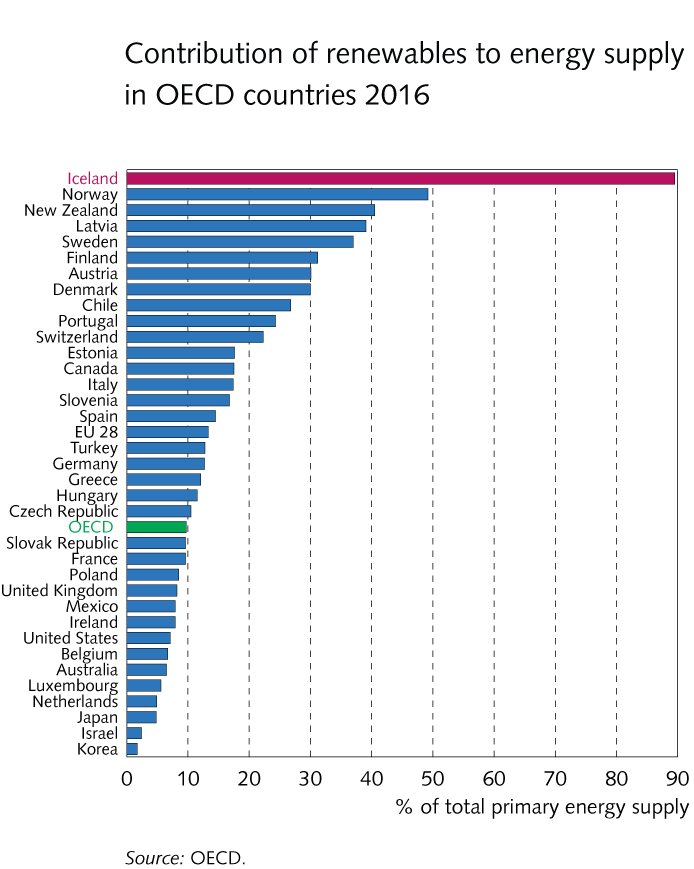 Contribution of renewables to energy supply
in OECD countries 2016
Iceland
Norway
New Zealand
Latvia
Sweden
Finland
Austria
Denmark
Chile
Portugal
Switzerland
Estonia
Canada
Italy
Slovenia
Spain
EU 28
Turkey
Germany
Greece
Hungary
Czech Republic
OECD
Slovak Republic
France
Poland
United Kingdom
Mexico
Ireland
United States
Belgium
Australia
Luxembourg
Netherlands
Japan
Israel
Korea
0 10 20 30 40 50 60 70 80 90
% of total primary energy supply
Source: OECD.